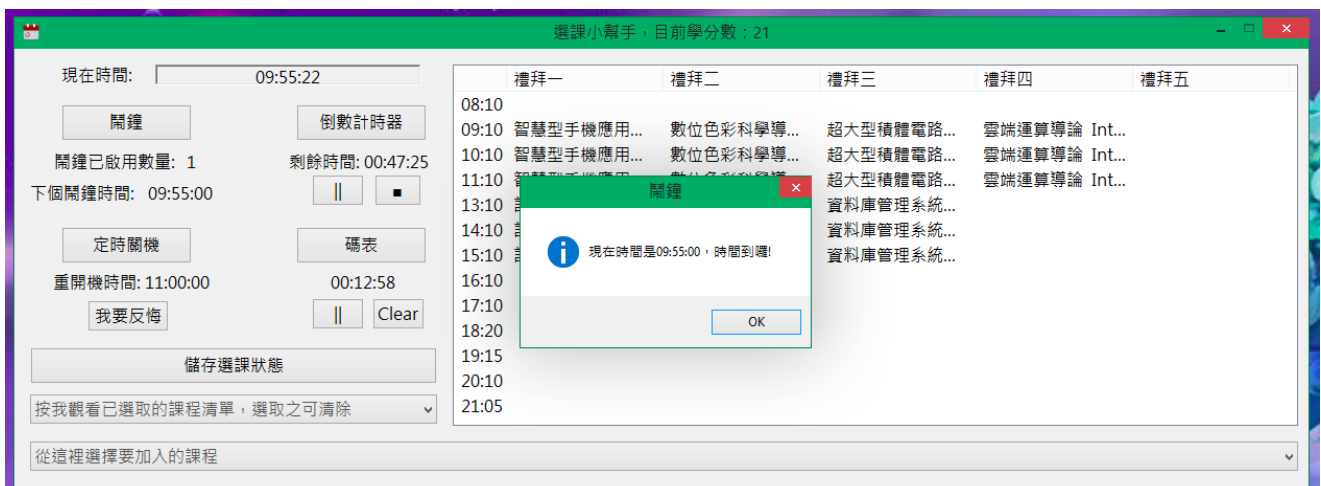 選課小幫手，目前學分數：21
現在時間: 09:55:22
鬧鐘 倒數計時器
鬧鐘已啟用數量: 1 剩餘時間: 00:47:25
下個鬧鐘時間: 09:55:00 || ■
定時關機 碼表
重開機時間: 11:00:00 00:12:58
我要反悔 || Clear
儲存選課狀態
按我觀看已選取的課程清單，選取之可清除
禮拜一 禮拜二 禮拜三 禮拜四 禮拜五
08:10
09:10 智慧型手機應用... 數位色彩科學導... 超大型積體電路... 雲端運算導論 Int...
10:10 智慧型手機應用... 數位色彩科學導... 超大型積體電路... 雲端運算導論 Int...
11:10 超大型積體電路... 雲端運算導論 Int...
13:10 資料庫管理系統...
14:10 資料庫管理系統...
15:10 資料庫管理系統...
16:10
17:10
18:20
19:15
20:10
21:05
鬧鐘
現在時間是09:55:00，時間到囉!
OK
從這裡選擇要加入的課程